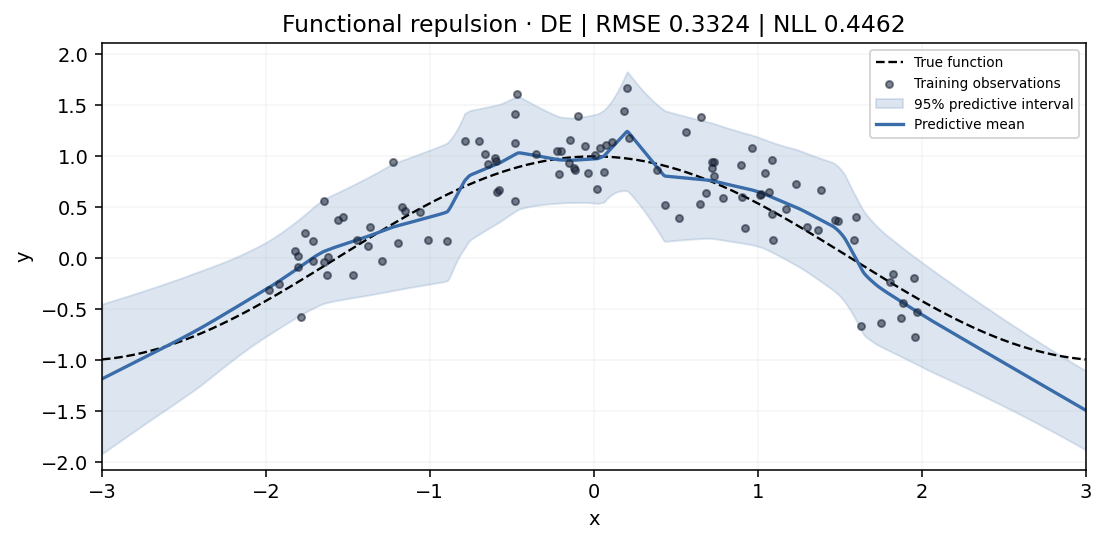 Functional repulsion · DE | RMSE 0.3324 | NLL 0.4462
True function
Training observations
95% predictive interval
Predictive mean
y
2.0
1.5
1.0
0.5
0.0
−0.5
−1.0
−1.5
−2.0
−3
−2
−1
0
1
2
3
x